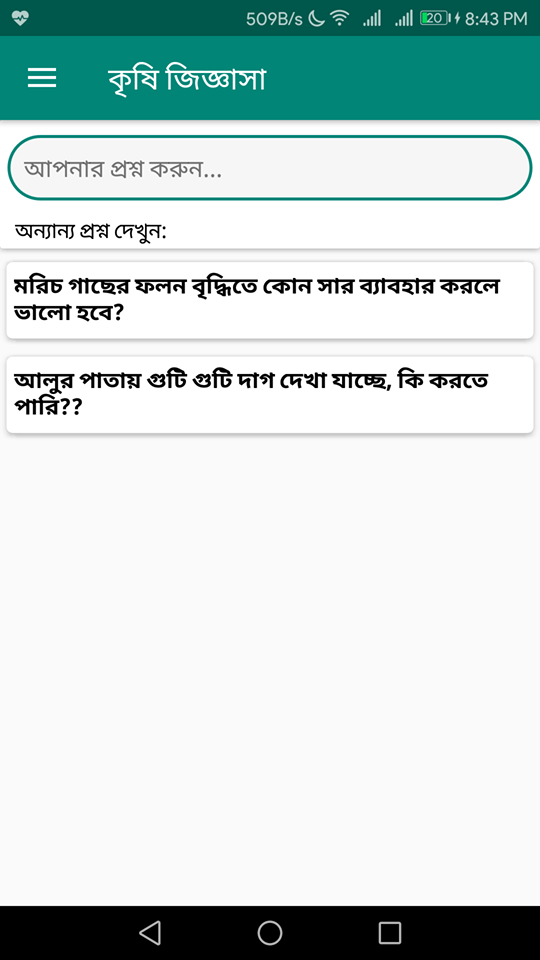 509B/s 20 8:43 PM
কৃষি জিজ্ঞাসা
আপনার প্রশ্ন করুন...
অন্যান্য প্রশ্ন দেখুন:
মরিচ গাছের ফলন বৃদ্ধিতে কোন সার ব্যাবহার করলে
ভালো হবে?
আলুর পাতায় গুটি গুটি দাগ দেখা যাচ্ছে, কি করতে
পারি??